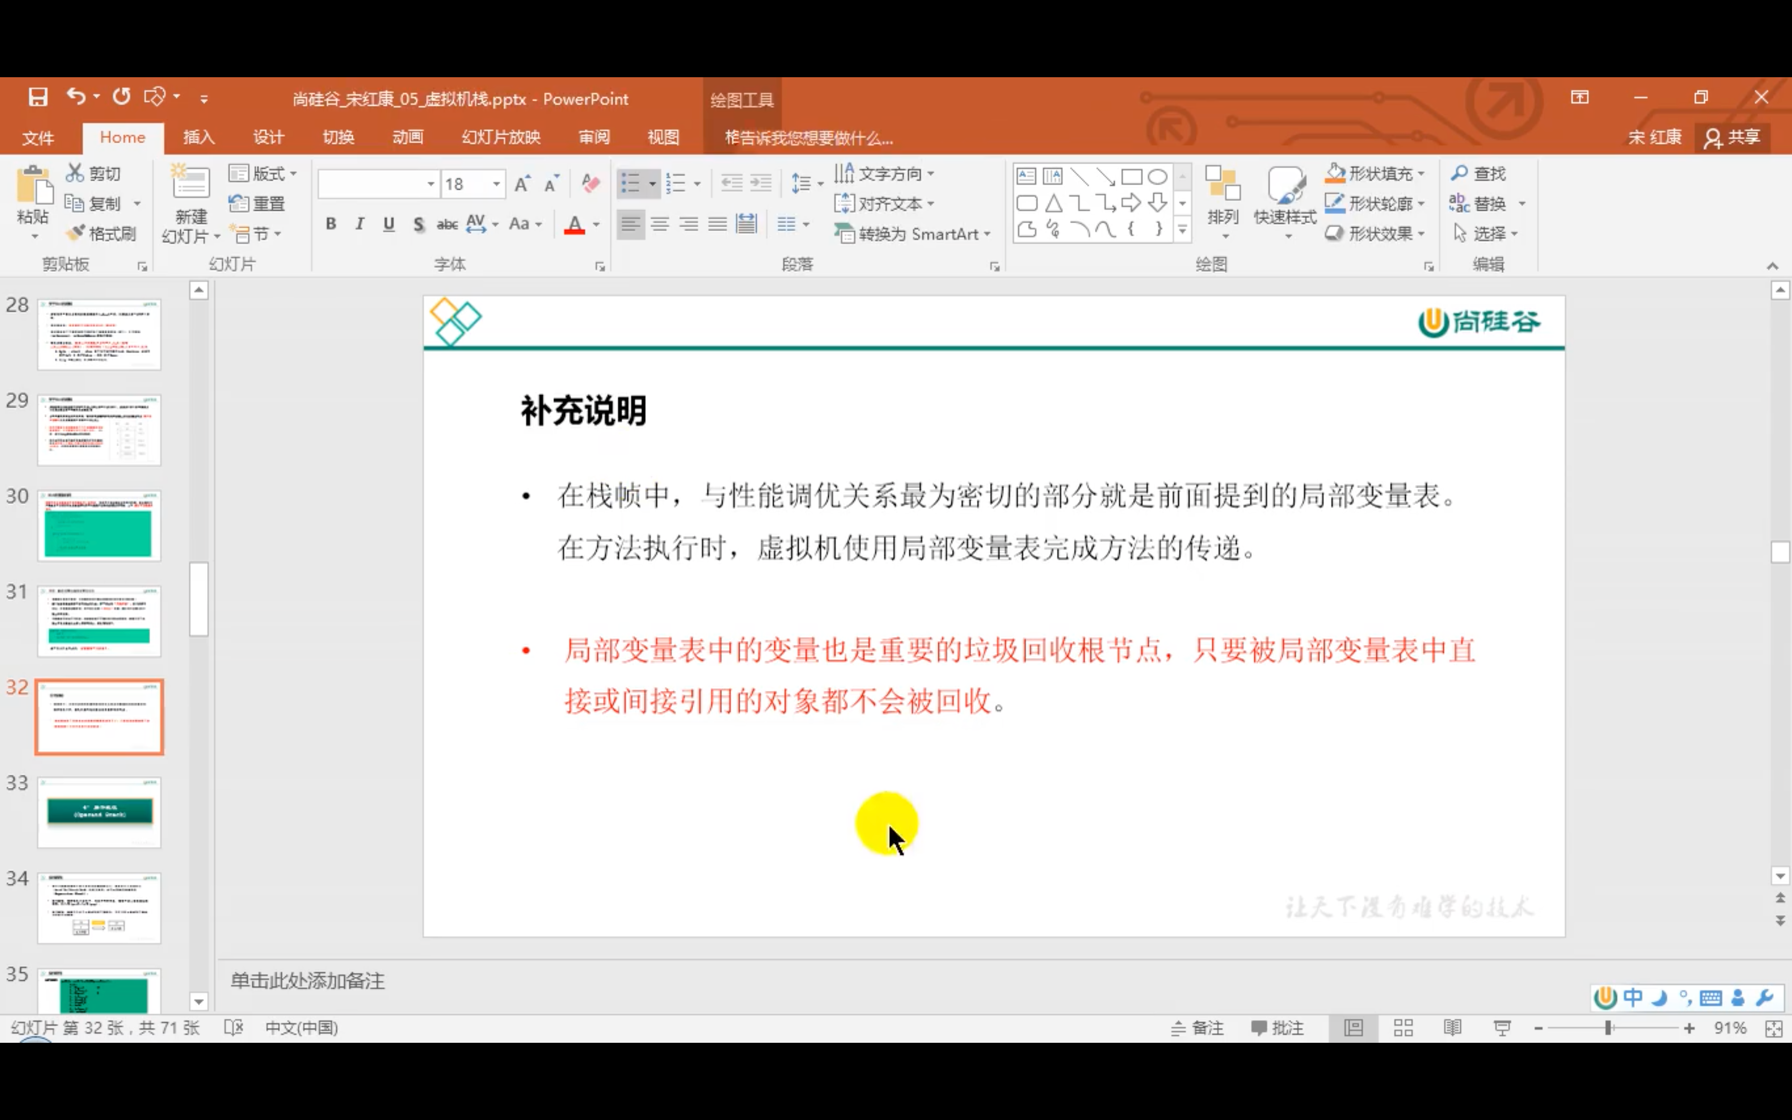 尚硅谷_宋红康_05_虚拟机栈.pptx - PowerPoint
绘图工具
文件
Home
插入
设计
切换
动画
幻灯片放映
审阅
视图
格告诉我您想要做什么...
宋 红康
共享
粘贴
剪切
复制
格式刷
剪贴板
新建
幻灯片
版式
重置
节
幻灯片
18
B I U S abc AV Aa A
字体
文字方向
对齐文本
转换为 SmartArt
段落
排列
快速样式
形状填充
形状轮廓
形状效果
绘图
查找
替换
选择
编辑
28
29
30
31
32
33
34
35
尚硅谷
补充说明
• 在栈帧中，与性能调优关系最为密切的部分就是前面提到的局部变量表。
在方法执行时，虚拟机使用局部变量表完成方法的传递。
• 局部变量表中的变量也是重要的垃圾回收根节点，只要被局部变量表中直
接或间接引用的对象都不会被回收。
让天下没有难学的技术
单击此处添加备注
中
幻灯片 第 32 张，共 71 张
中文(中国)
备注
批注
91%